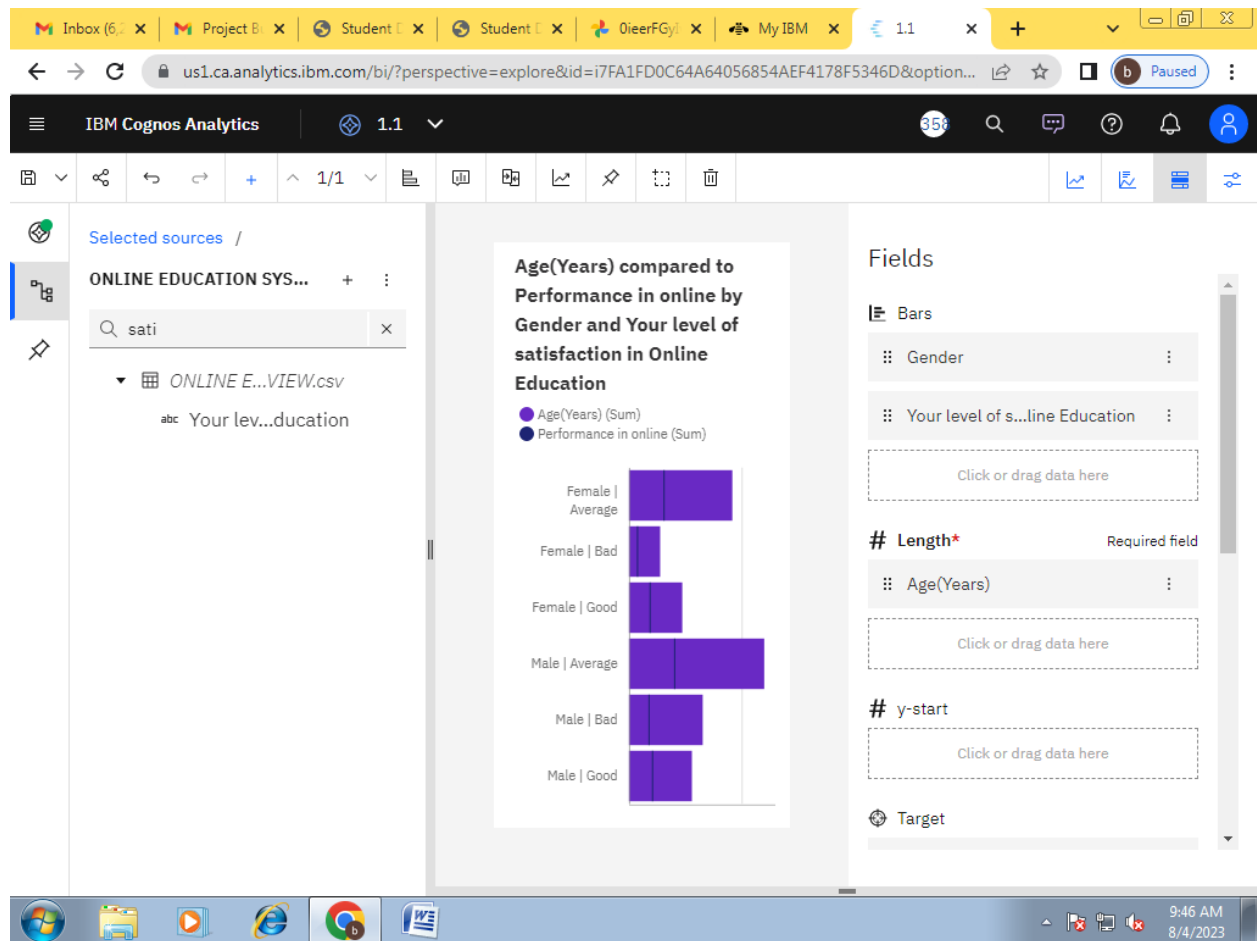 Inbox (6,2
Project Bu
Student D
Student D
0ieerFGyI
My IBM
1.1
us1.ca.analytics.ibm.com/bi/?perspective=explore&id=i7FA1FD0C64A64056854AEF4178F5346D&option...
b
Paused
IBM Cognos Analytics
1.1
358
1/1
Selected sources /
ONLINE EDUCATION SYS...
sati
ONLINE E...VIEW.csv
abc Your lev...ducation
Age(Years) compared to
Performance in online by
Gender and Your level of
satisfaction in Online
Education
Age(Years) (Sum)
Performance in online (Sum)
Female |
Average
Female | Bad
Female | Good
Male | Average
Male | Bad
Male | Good
Fields
Bars
Gender
Your level of s...line Education
Click or drag data here
# Length* Required field
Age(Years)
Click or drag data here
# y-start
Click or drag data here
Target
9:46 AM
8/4/2023